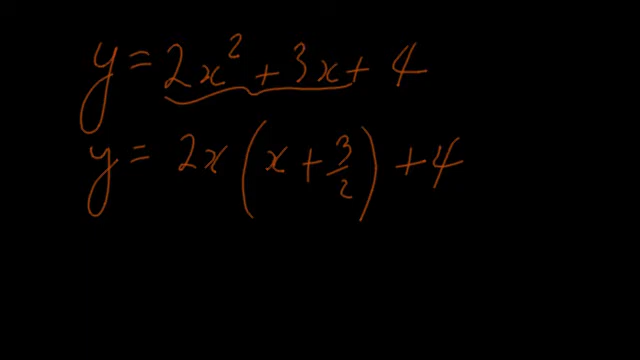 y = 2x² + 3x + 4
y = 2x (x + 3/2) + 4